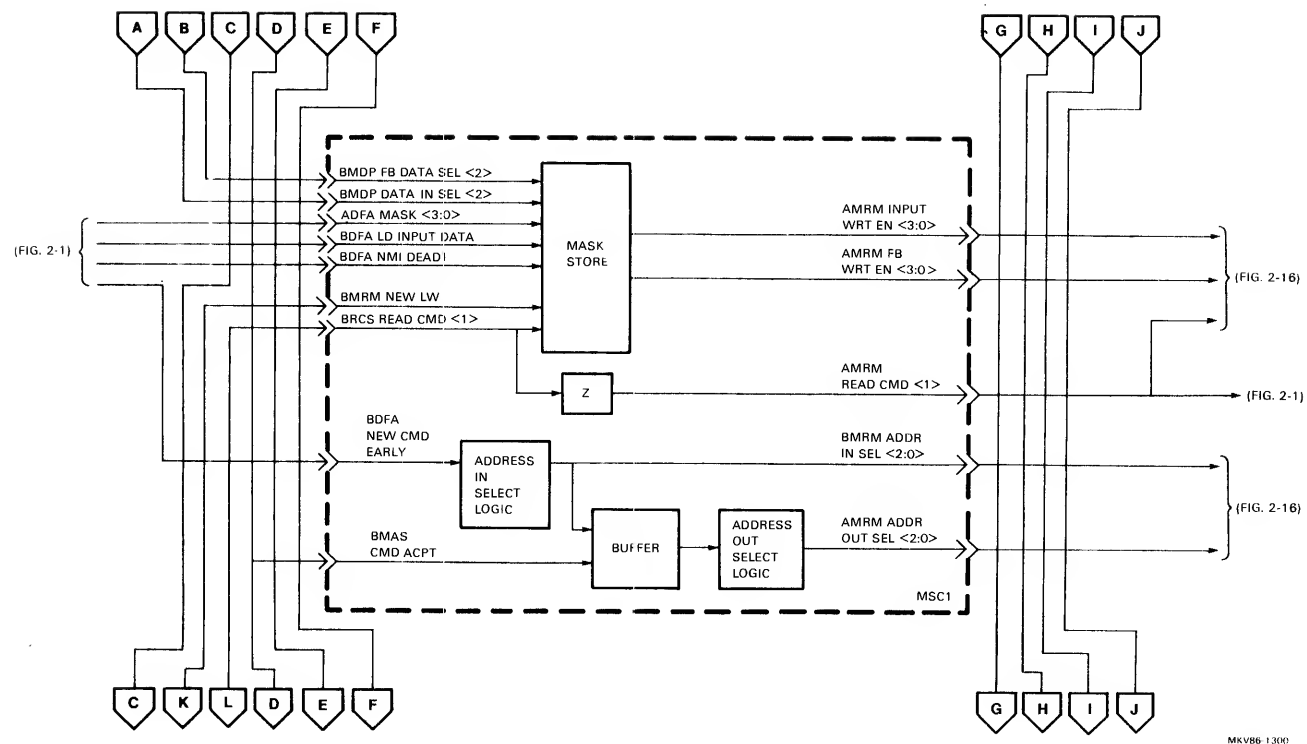 A B C D E F G H I J
BMDP FB DATA SEL <2>
BMDP DATA IN SEL <2>
ADFA MASK <3:0>
BDFA LD INPUT DATA
BDFA NMI DEAD1
BMRM NEW LW
BRCS READ CMD <1>
(FIG. 2-1)
MASK
STORE
AMRM INPUT
WRT EN <3:0>
AMRM FB
WRT EN <3:0>
(FIG. 2-16)
Z
AMRM
READ CMD <1>
(FIG. 2-1)
BDFA
NEW CMD
EARLY
ADDRESS
IN
SELECT
LOGIC
BMRM ADDR
IN SEL <2:0>
BMAS
CMD ACPT
BUFFER
ADDRESS
OUT
SELECT
LOGIC
AMRM ADDR
OUT SEL <2:0>
(FIG. 2-16)
MSC1
C K L D E F G H I J
MKV86-1300